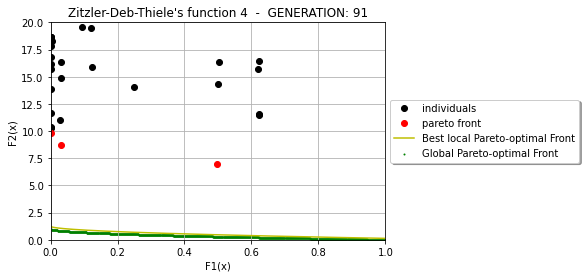 Zitzler-Deb-Thiele's function 4 - GENERATION: 91
20.0
17.5
15.0
12.5
10.0
7.5
5.0
2.5
0.0
F2(x)
0.0 0.2 0.4 0.6 0.8 1.0
F1(x)
individuals
pareto front
Best local Pareto-optimal Front
Global Pareto-optimal Front